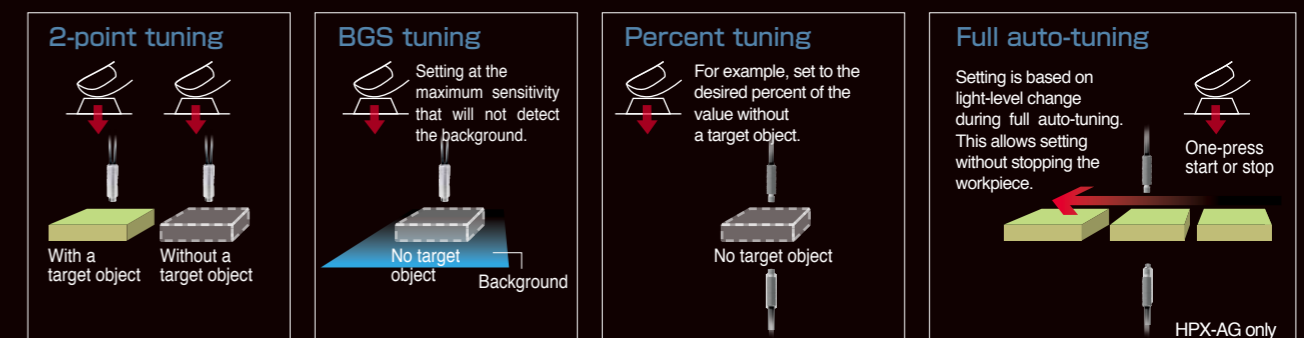 2-point tuning
With a
target object
Without a
target object
BGS tuning
Setting at the
maximum sensitivity
that will not detect
the background.
No target
object
Background
Percent tuning
For example, set to the
desired percent of the
value without
a target object.
No target object
Full auto-tuning
Setting is based on
light-level change
during full auto-tuning.
This allows setting
without stopping the
workpiece.
One-press
start or stop
HPX-AG only